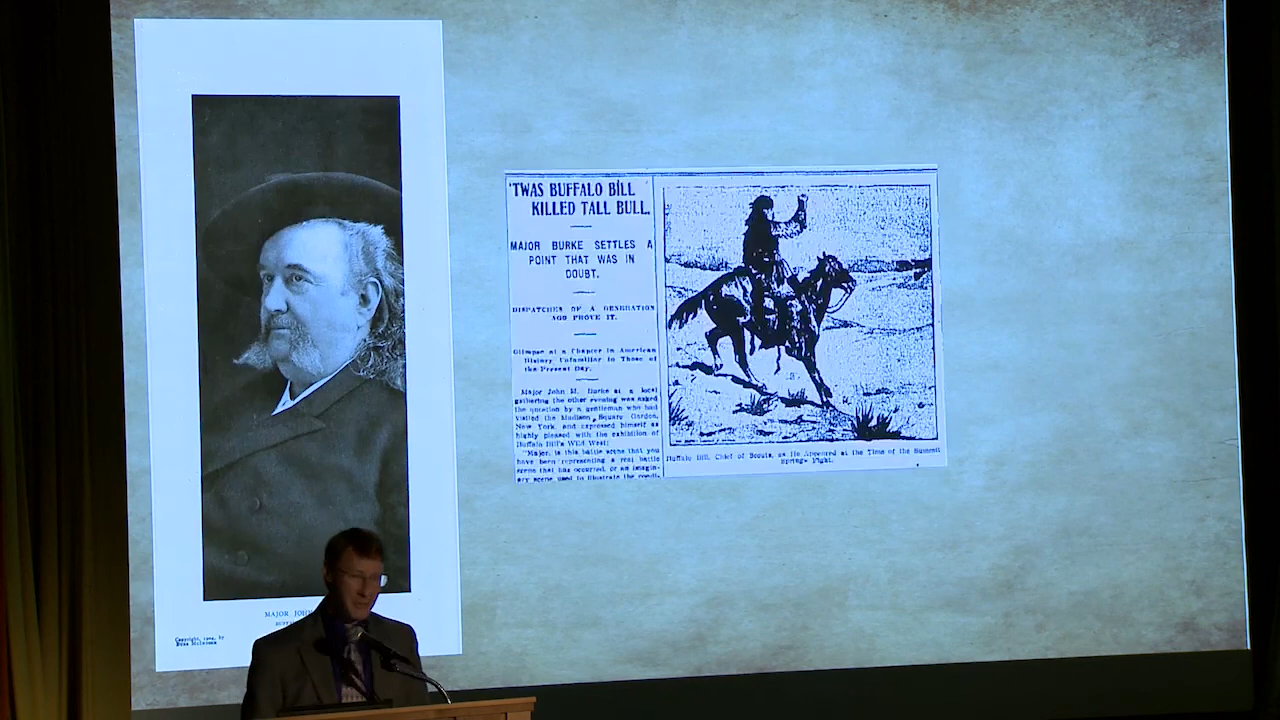 'TWAS BUFFALO BILL
KILLED TALL BULL.
MAJOR BURKE SETTLES A
POINT THAT WAS IN
DOUBT.
DISPATCHES OF A GENERATION
AGO PROVE IT.
Glimpse at a Chapter in American
History Unfamiliar to Those of
the Present Day.
Major John M. Burke at a local
gathering the other evening was asked
the question by a gentleman who had
visited the Madison Square Garden,
New York, and expressed himself as
highly pleased with the exhibition of
Buffalo Bill's Wild West:
"Major, is this battle scene that you
have been representing a real battle
scene that has occurred, or an imagin-
ary scene used to illustrate the condi-
Buffalo Bill, Chief of Scouts, as He Appeared at the Time of the Summit
Springs Fight.
MAJOR JOH
Copyright, by